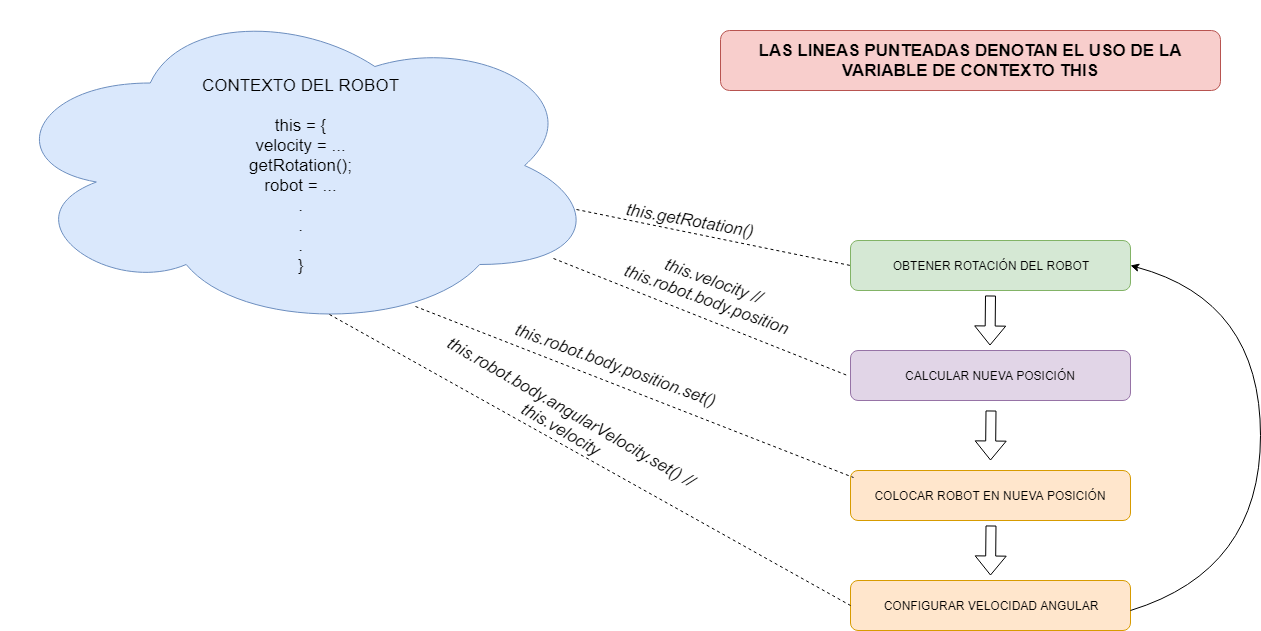 LAS LINEAS PUNTEADAS DENOTAN EL USO DE LA
VARIABLE DE CONTEXTO THIS
CONTEXTO DEL ROBOT
this = {
velocity = ...
getRotation();
robot = ...
.
.
.
}
this.getRotation()
this.velocity //
this.robot.body.position
this.robot.body.position.set()
this.robot.body.angularVelocity.set() //
this.velocity
OBTENER ROTACIÓN DEL ROBOT
CALCULAR NUEVA POSICIÓN
COLOCAR ROBOT EN NUEVA POSICIÓN
CONFIGURAR VELOCIDAD ANGULAR